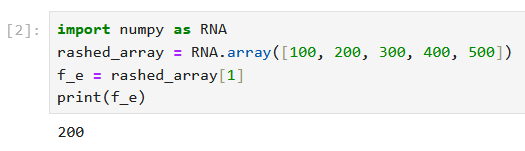 [2]: import numpy as RNA
rashed_array = RNA.array([100, 200, 300, 400, 500])
f_e = rashed_array[1]
print(f_e)
200